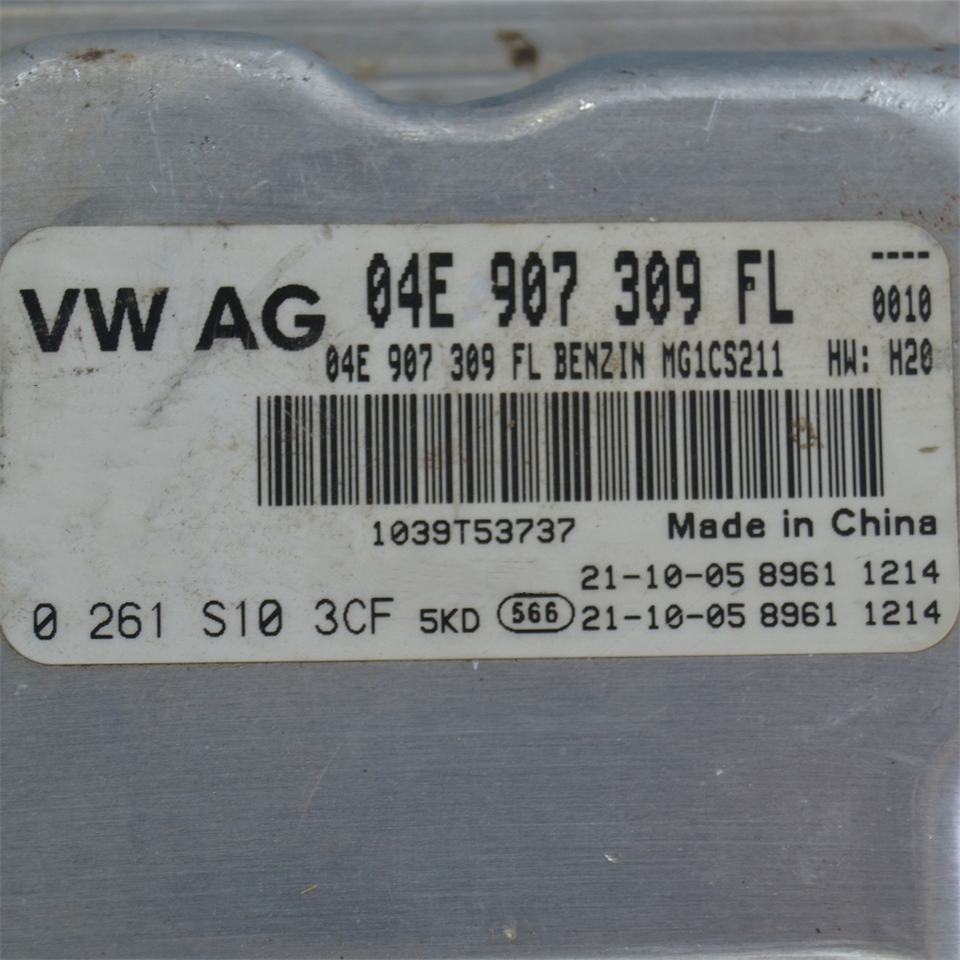 VW AG 04E 907 309 FL ----
0010
04E 907 309 FL BENZIN MG1CS211 HW: H20
1039T53737 Made in China
21-10-05 8961 1214
0 261 S10 3CF 5KD 566 21-10-05 8961 1214